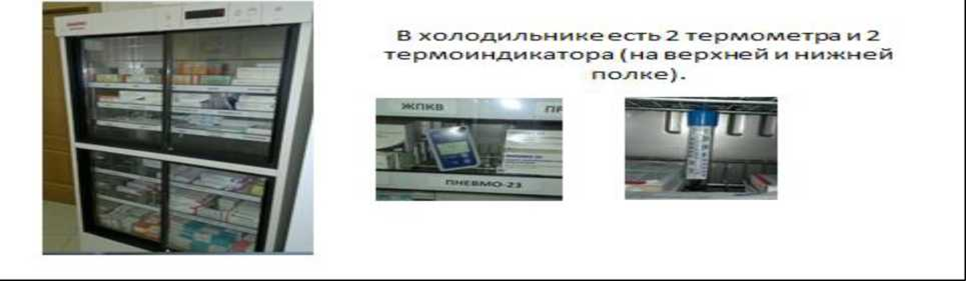 В холодильнике есть 2 термометра и 2
термоиндикатора (на верхней и нижней
полке).
ЖПКВ
ПНЕВМО-23